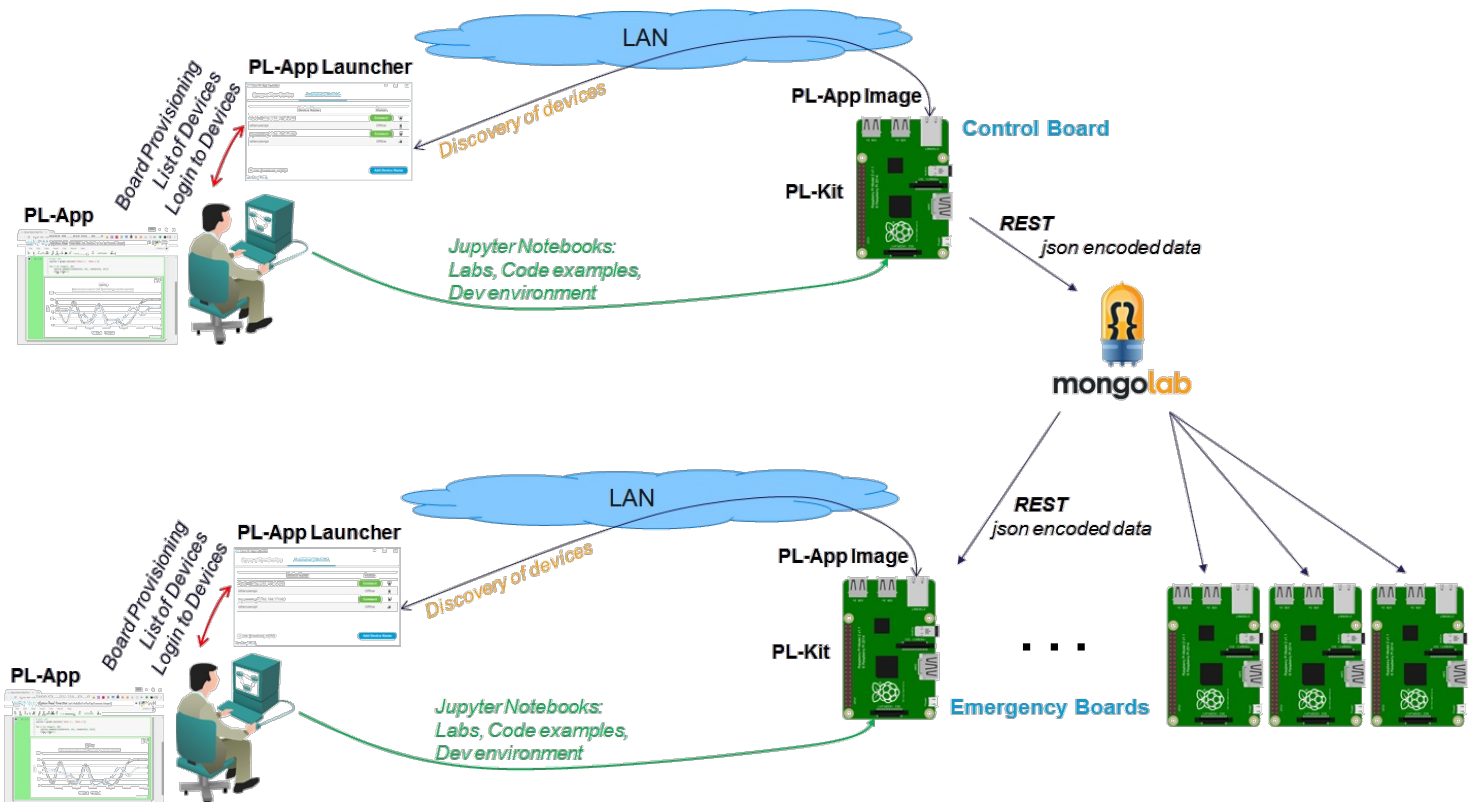 LAN
PL-App Launcher
Board Provisioning
List of Devices
Login to Devices
Discovery of devices
PL-App Image
Control Board
PL-Kit
PL-App
Jupyter Notebooks:
Labs, Code examples,
Dev environment
REST
json encoded data
mongolab
LAN
PL-App Launcher
Board Provisioning
List of Devices
Login to Devices
Discovery of devices
REST
json encoded data
PL-App Image
PL-Kit
. . .
PL-App
Emergency Boards
Jupyter Notebooks:
Labs, Code examples,
Dev environment